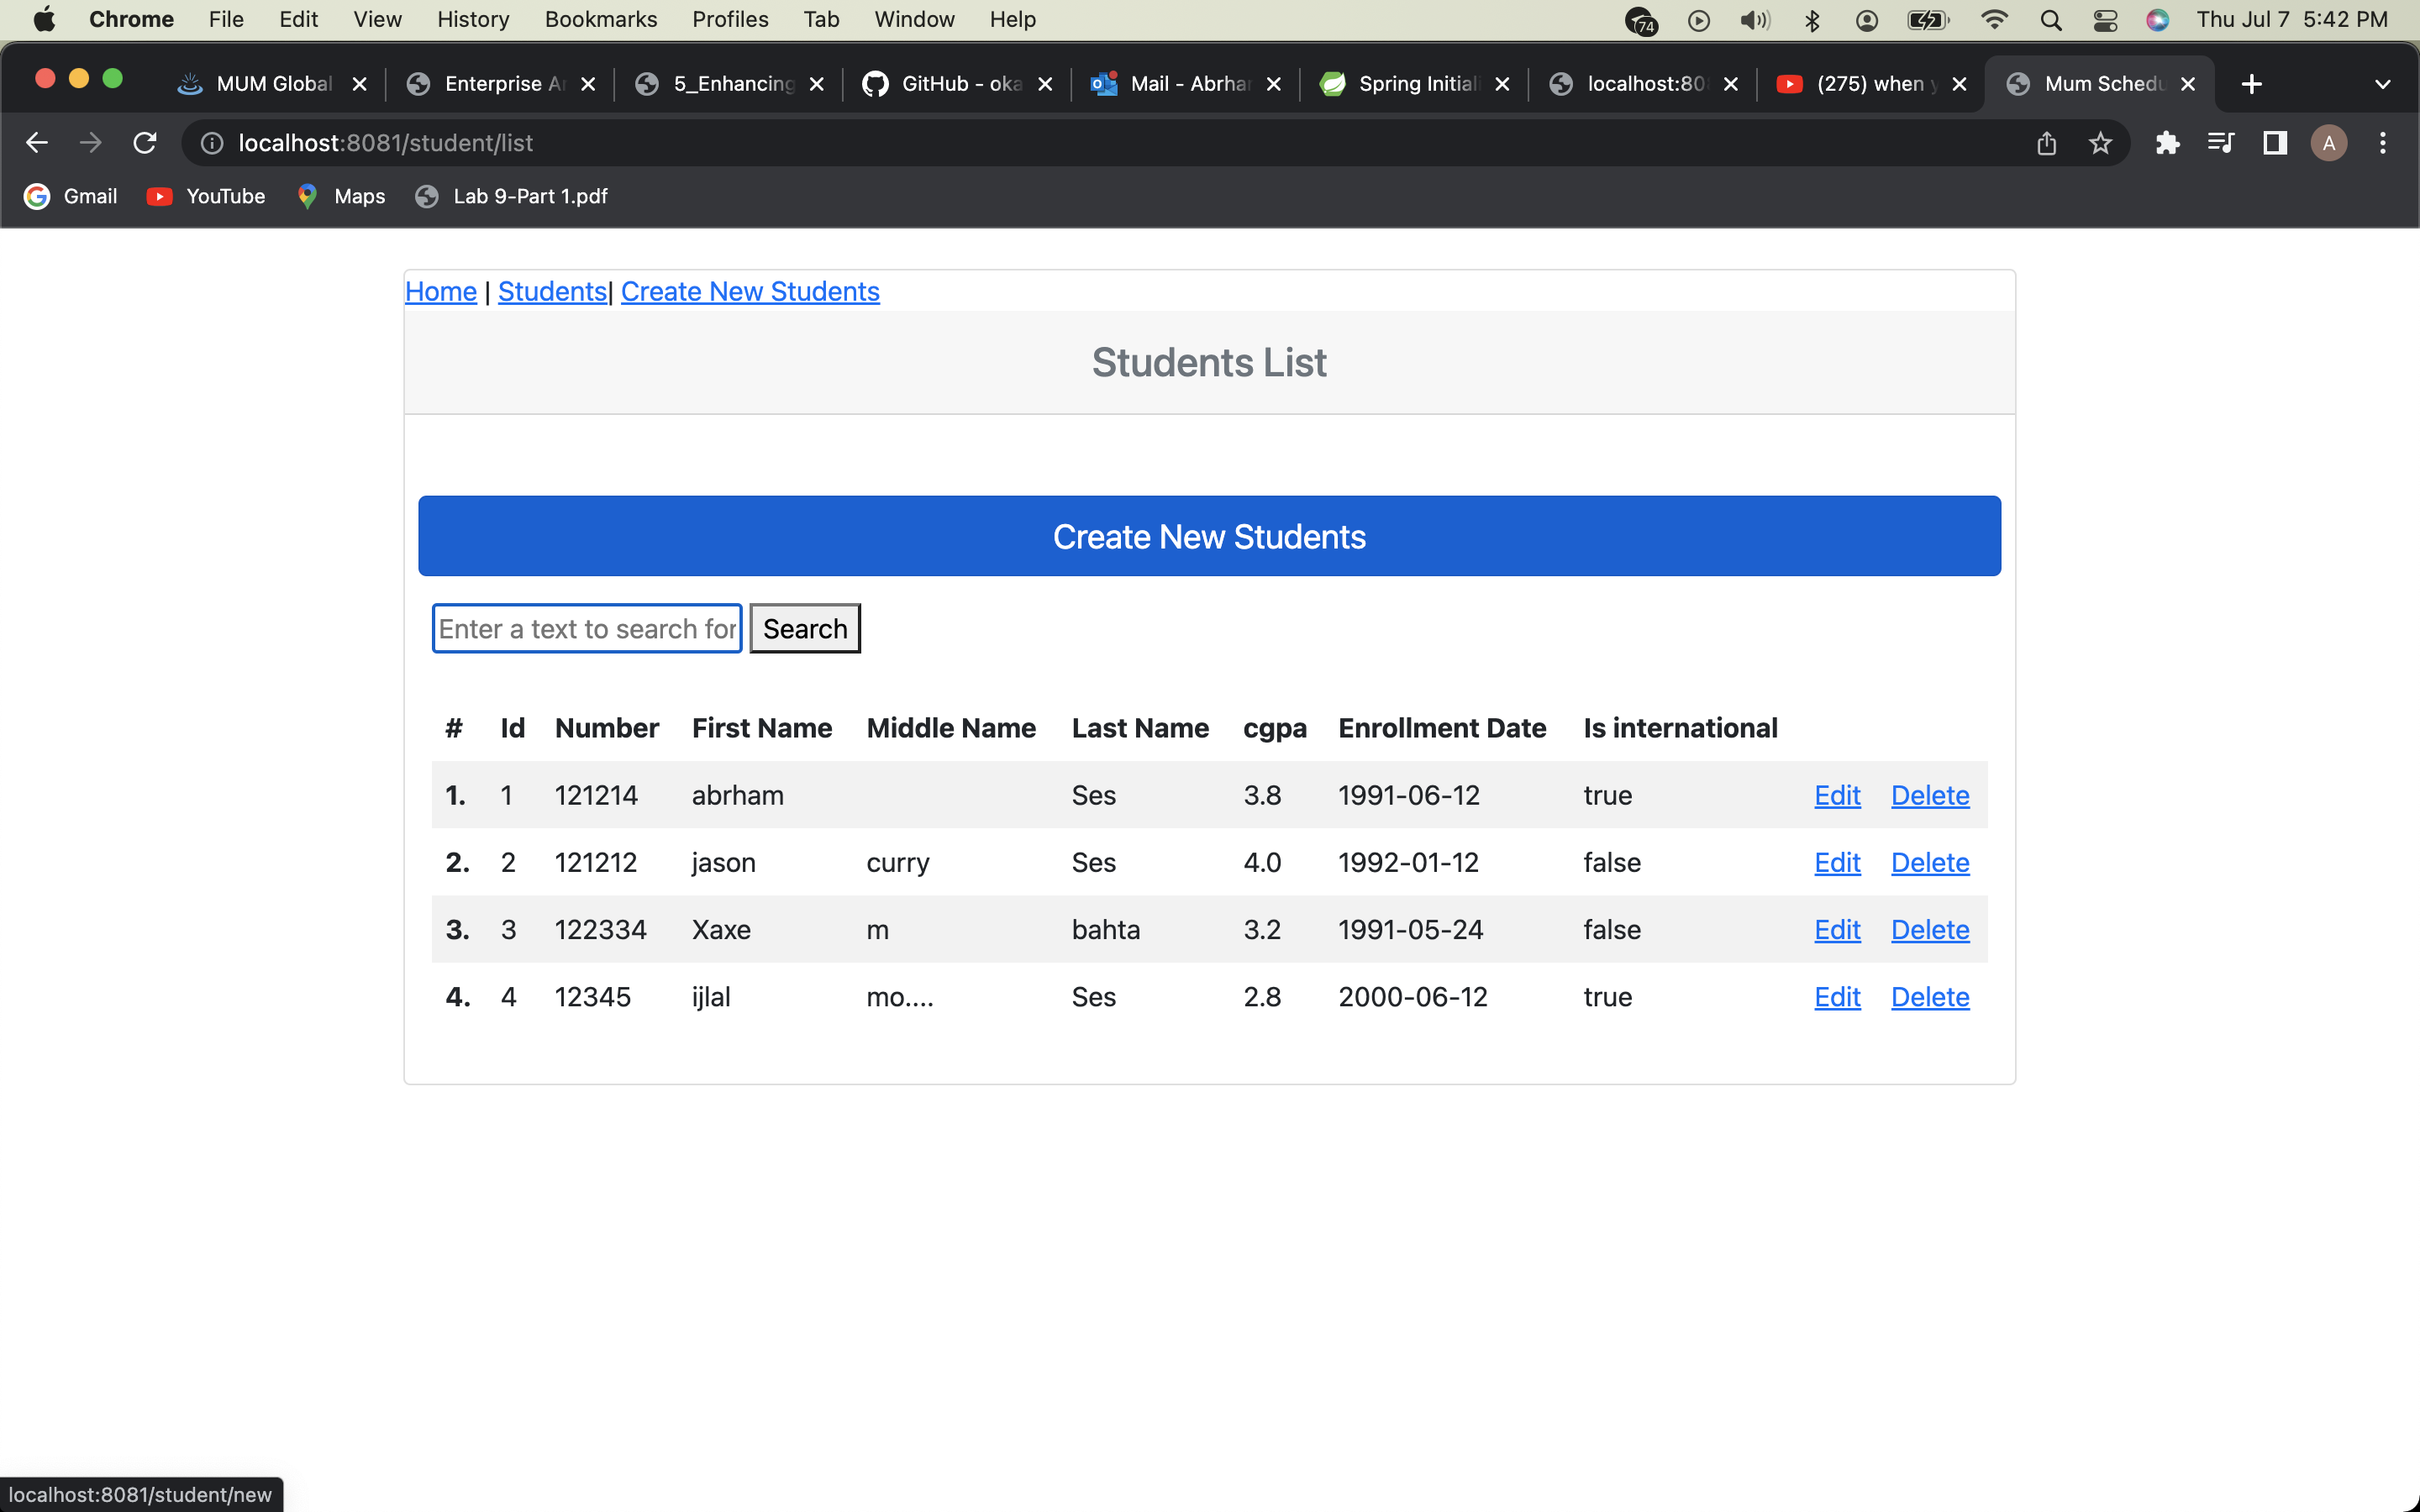 Chrome File Edit View History Bookmarks Profiles Tab Window Help 74 Thu Jul 7 5:42 PM
MUM Global Enterprise Ar 5_Enhancing GitHub - oka Mail - Abrhar Spring Initiali localhost:80 (275) when y Mum Schedu
localhost:8081/student/list A
Gmail YouTube Maps Lab 9-Part 1.pdf
Home | Students| Create New Students
Students List
Create New Students
Enter a text to search for Search
# Id Number First Name Middle Name Last Name cgpa Enrollment Date Is international
1. 1 121214 abrham Ses 3.8 1991-06-12 true Edit Delete
2. 2 121212 jason curry Ses 4.0 1992-01-12 false Edit Delete
3. 3 122334 Xaxe m bahta 3.2 1991-05-24 false Edit Delete
4. 4 12345 ijlal mo.... Ses 2.8 2000-06-12 true Edit Delete
localhost:8081/student/new